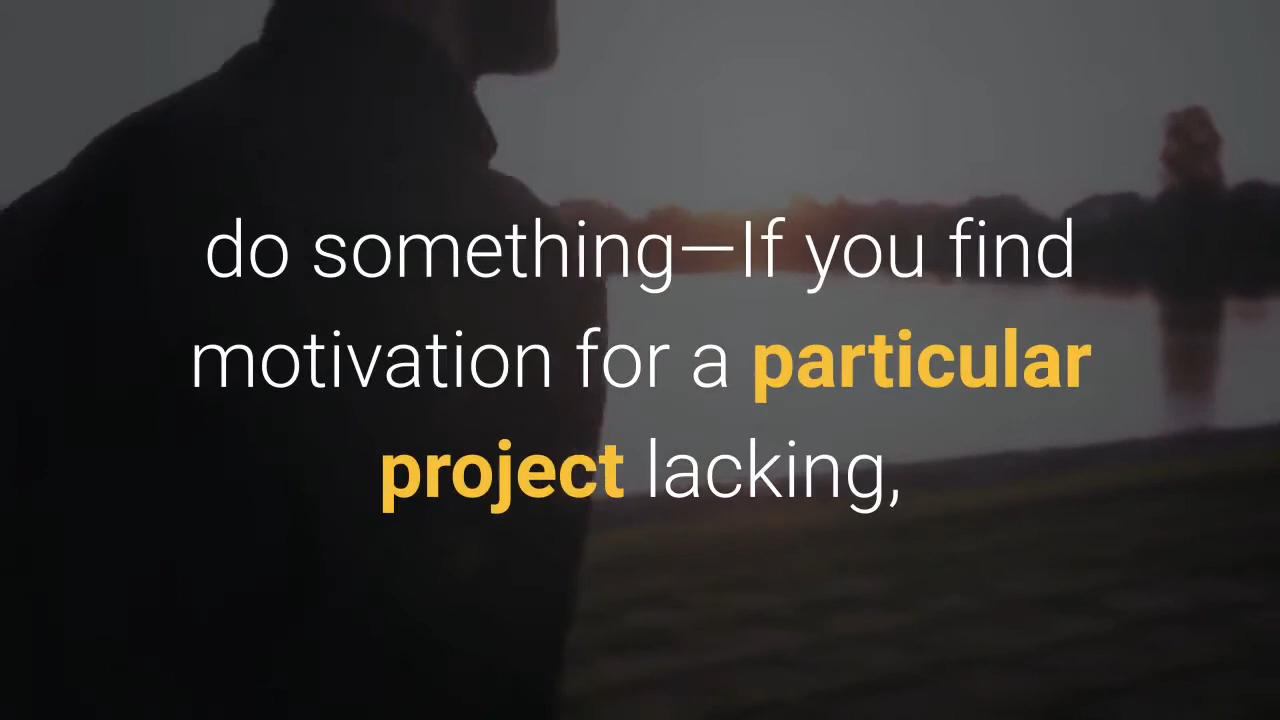 do something—If you find
motivation for a particular
project lacking,